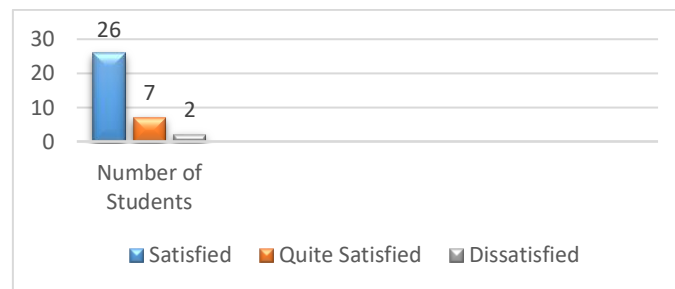 30
20
10
0
26
7
2
Number of
Students
Satisfied
Quite Satisfied
Dissatisfied